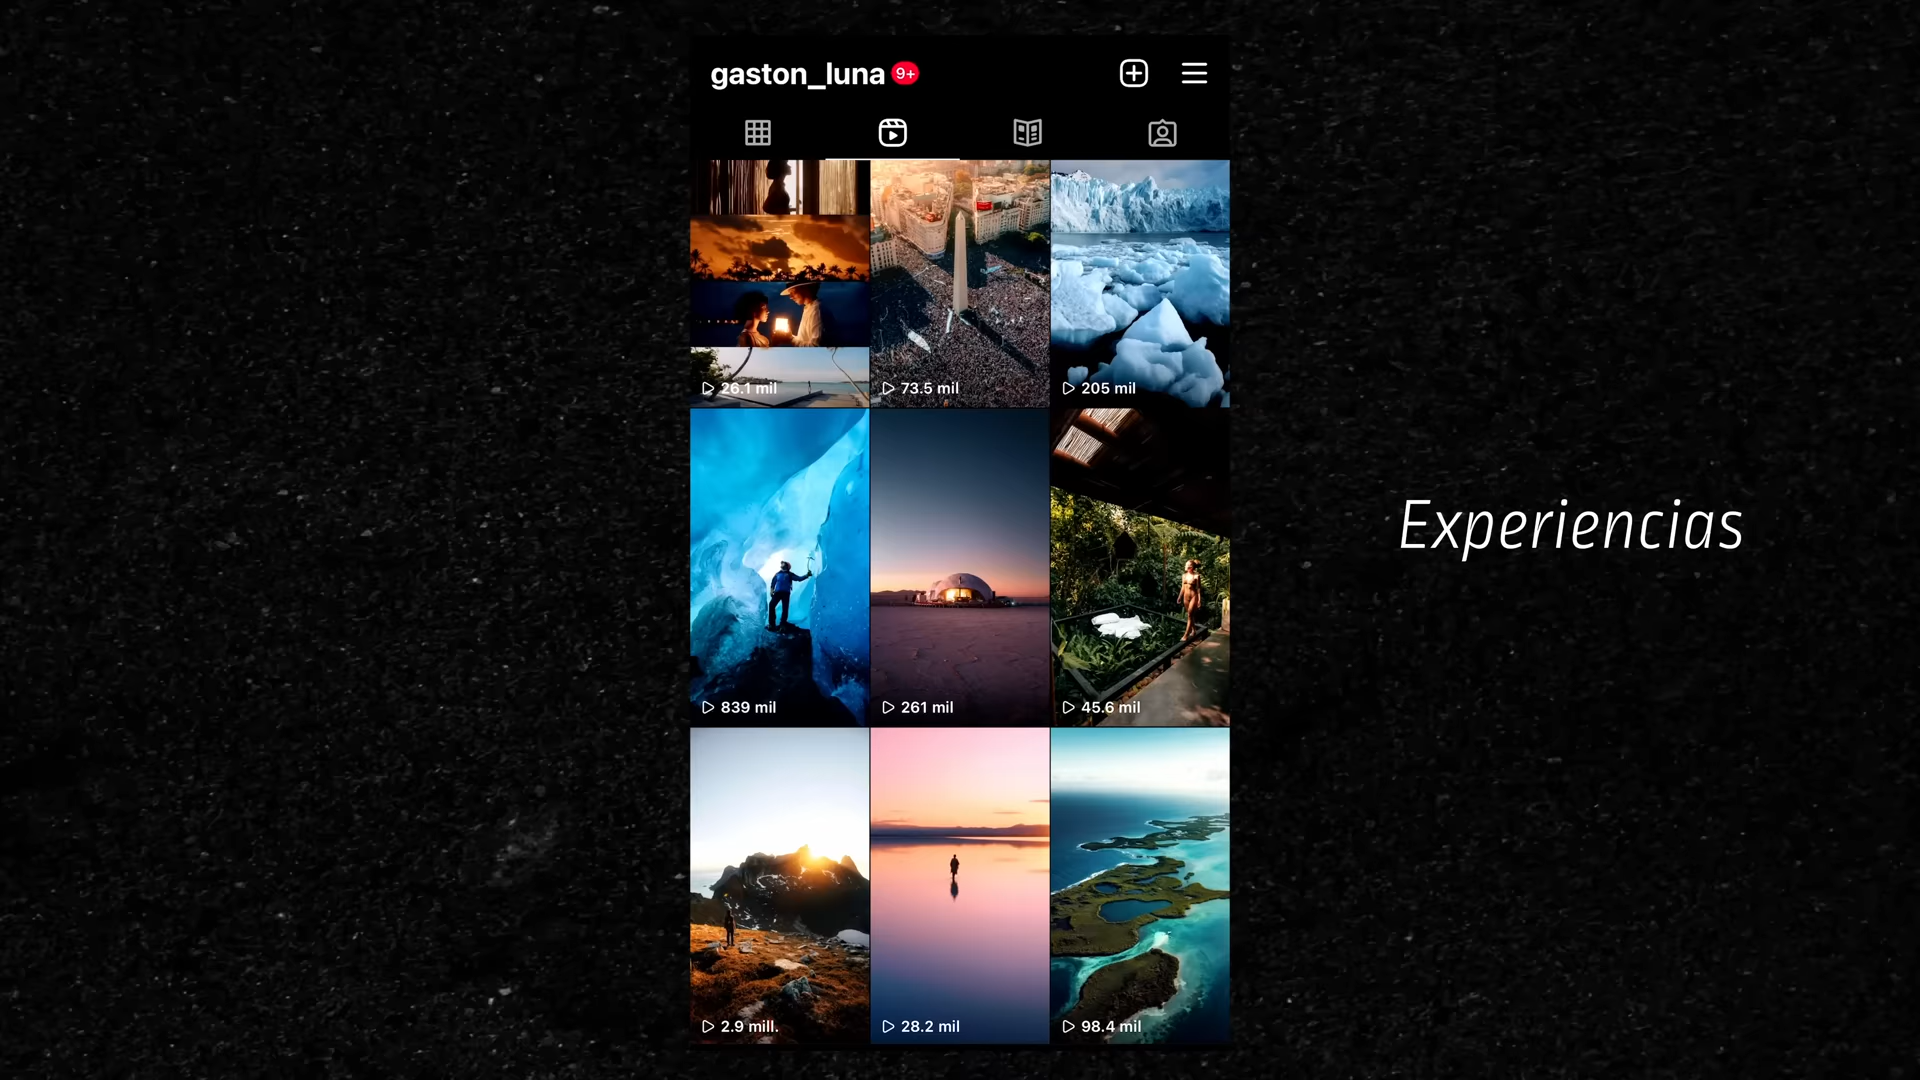 gaston_luna 9+
26.1 mil
73.5 mil
205 mil
839 mil
261 mil
45.6 mil
2.9 mill.
28.2 mil
98.4 mil
Experiencias